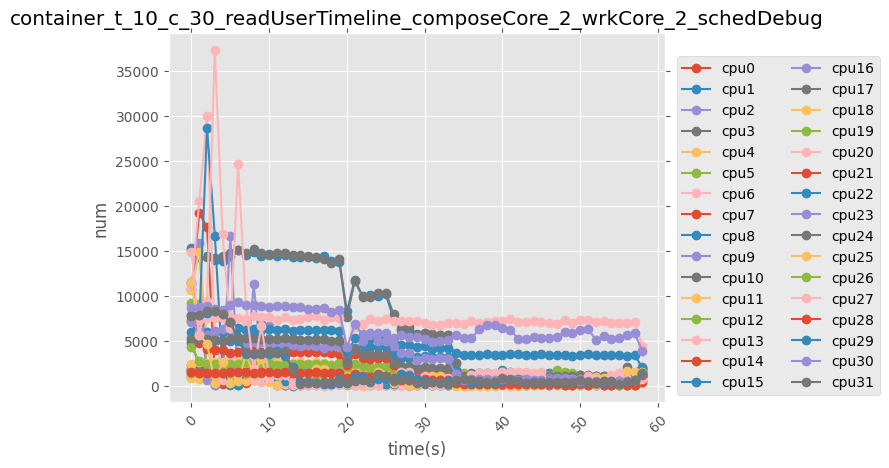 container_t_10_c_30_readUserTimeline_composeCore_2_wrkCore_2_schedDebug
35000
30000
25000
20000
15000
10000
5000
0
num
0
10
20
30
40
50
60
time(s)
cpu0
cpu1
cpu2
cpu3
cpu4
cpu5
cpu6
cpu7
cpu8
cpu9
cpu10
cpu11
cpu12
cpu13
cpu14
cpu15
cpu16
cpu17
cpu18
cpu19
cpu20
cpu21
cpu22
cpu23
cpu24
cpu25
cpu26
cpu27
cpu28
cpu29
cpu30
cpu31